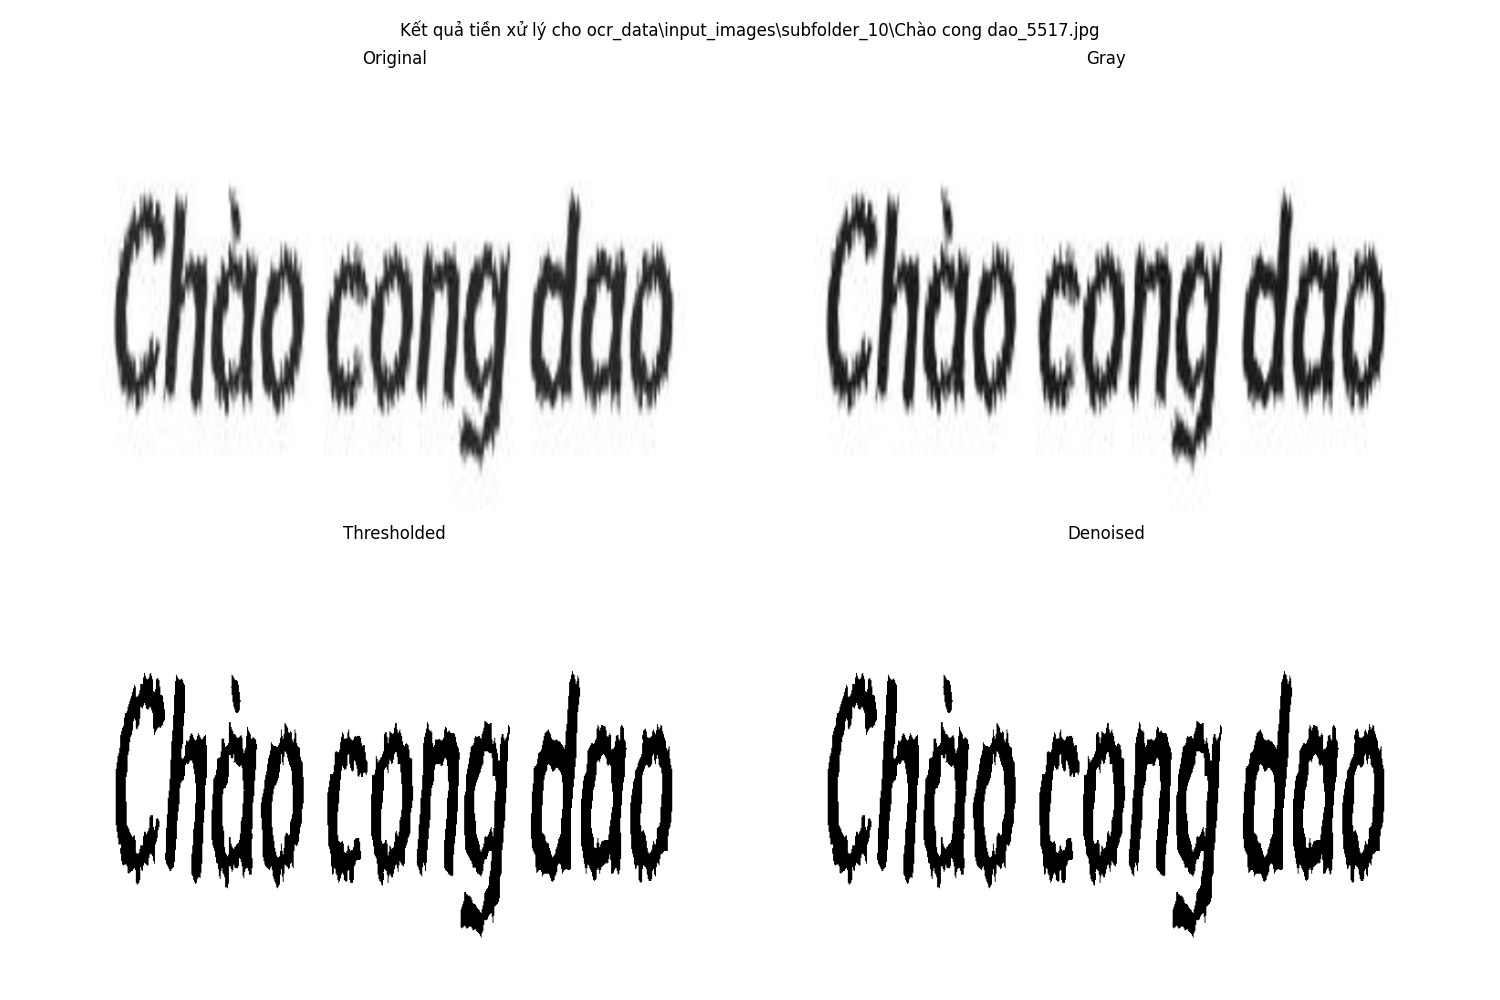 Kết quả tiền xử lý cho ocr_data\input_images\subfolder_10\Chào cong dao_5517.jpg
Original
Gray
Chào cong dao
Chào cong dao
Thresholded
Denoised
Chào cong dao
Chào cong dao